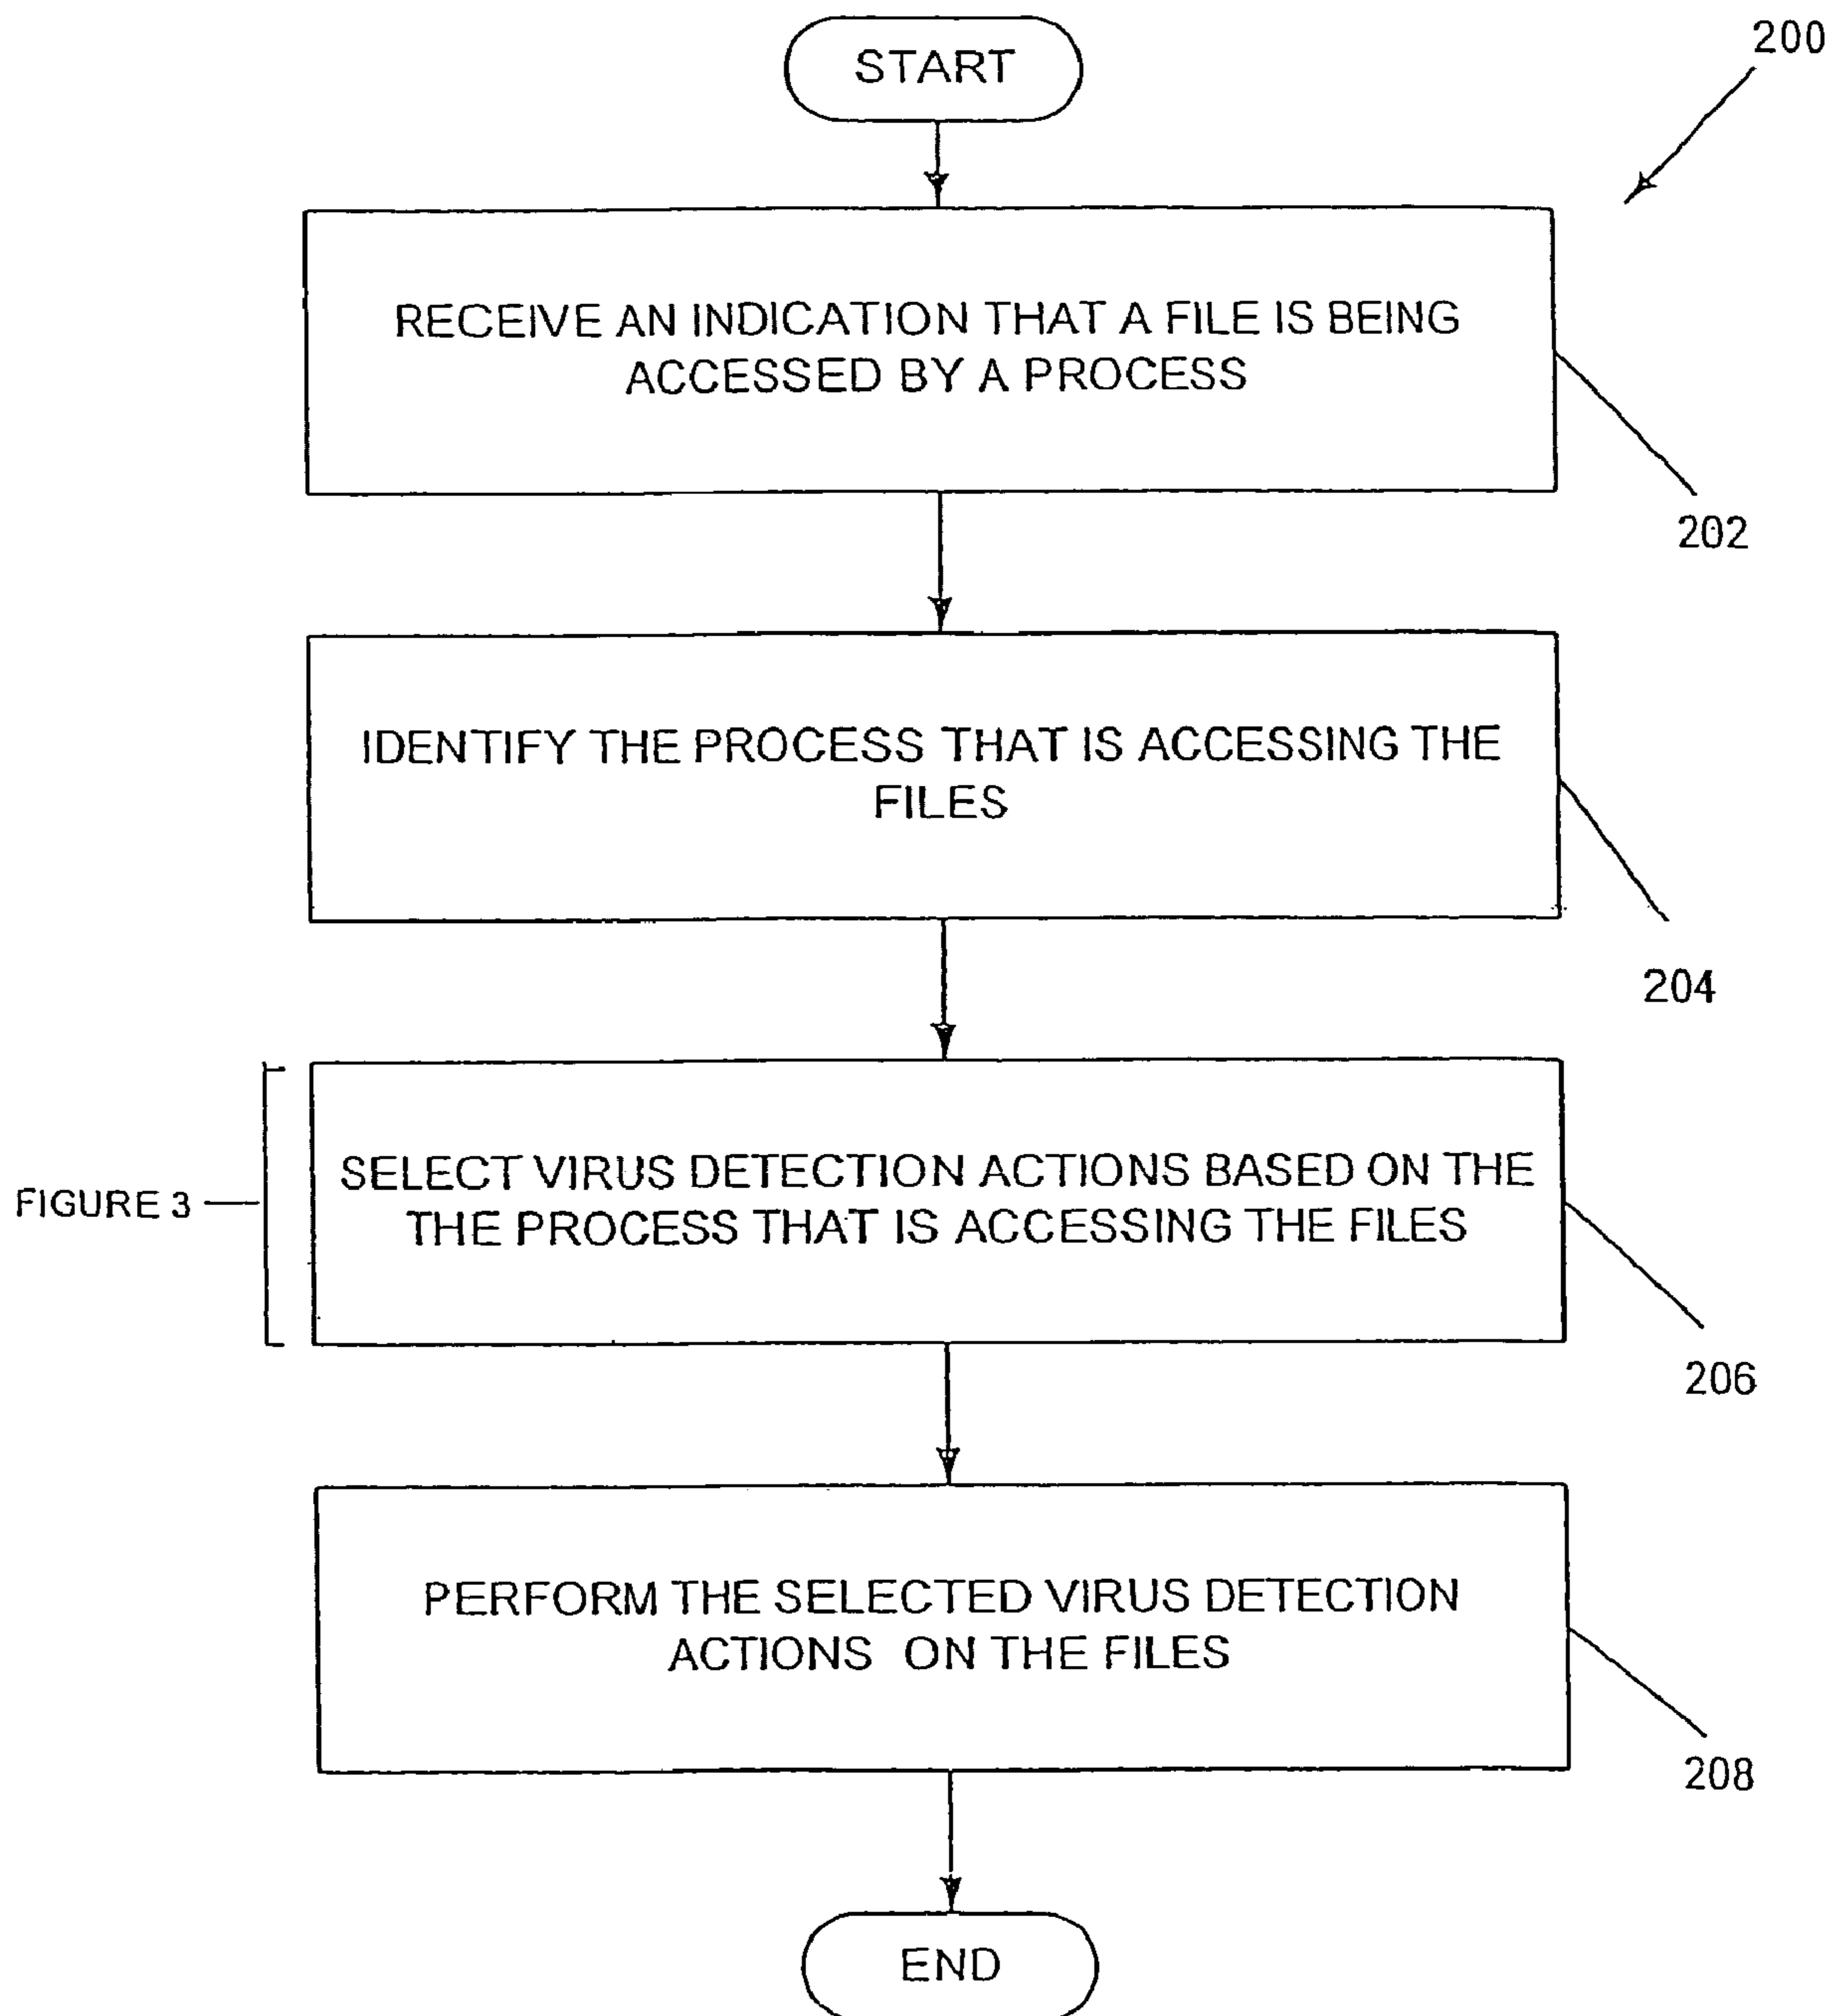 START
200
RECEIVE AN INDICATION THAT A FILE IS BEING
ACCESSED BY A PROCESS
202
IDENTIFY THE PROCESS THAT IS ACCESSING THE
FILES
204
FIGURE 3
SELECT VIRUS DETECTION ACTIONS BASED ON THE
THE PROCESS THAT IS ACCESSING THE FILES
206
PERFORM THE SELECTED VIRUS DETECTION
ACTIONS ON THE FILES
208
END